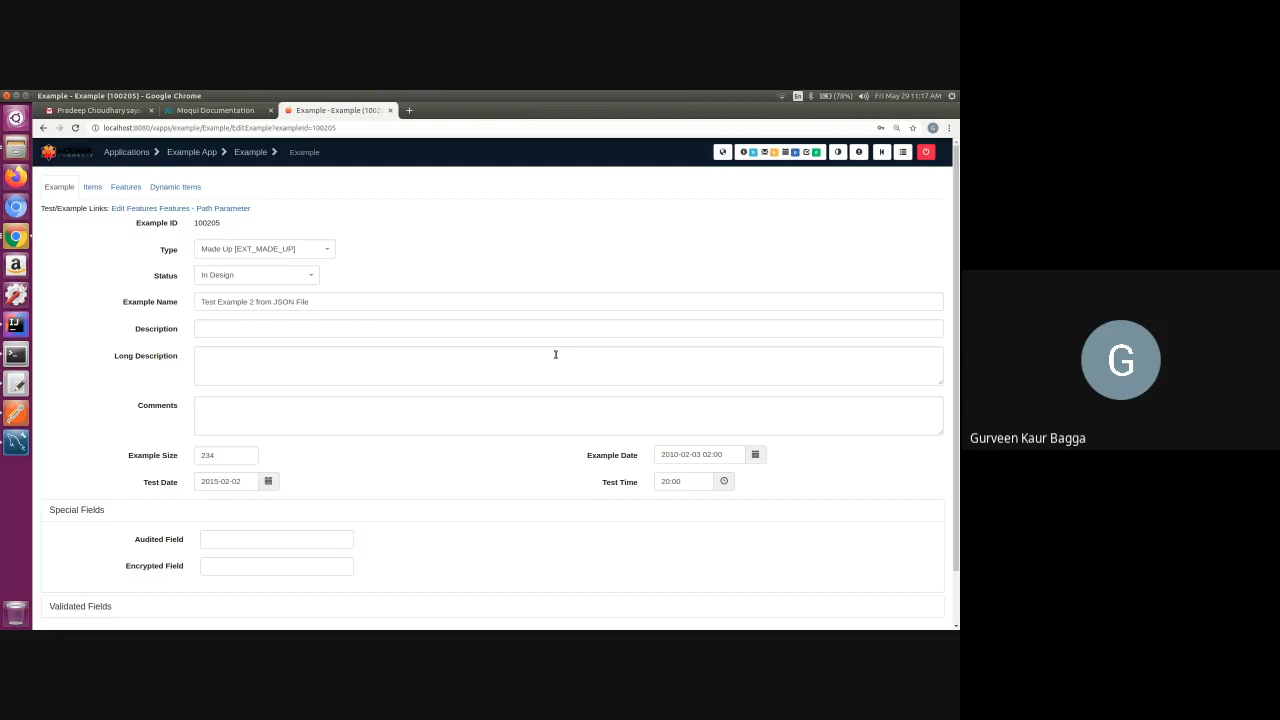 Example - Example (100205) - Google Chrome
En (78%) Fri May 29 11:17 AM
Pradeep Choudhary says × Moqui Documentation × Example - Example (1002 × +
localhost:8080/vapps/example/Example/EditExample?exampleId=100205
Applications Example App Example Example
Example Items Features Dynamic Items
Test/Example Links: Edit Features Features - Path Parameter
Example ID 100205
Type Made Up [EXT_MADE_UP]
Status In Design
Example Name Test Example 2 from JSON File
Description
Long Description
Comments
Example Size 234 Example Date 2010-02-03 02:00
Test Date 2015-02-02 Test Time 20:00
Special Fields
Audited Field
Encrypted Field
Validated Fields
G
Gurveen Kaur Bagga